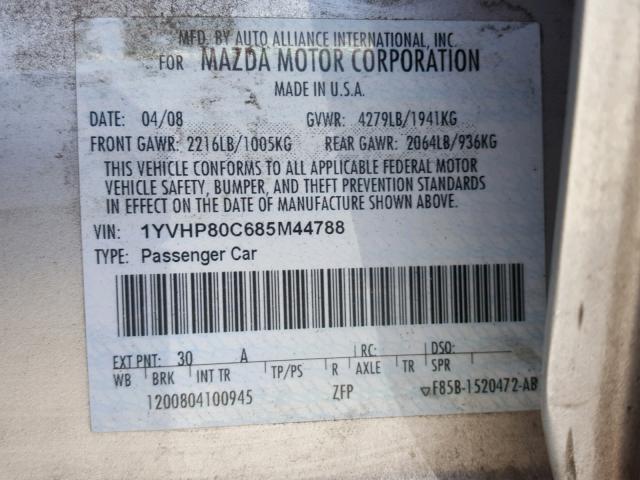 MFD. BY AUTO ALLIANCE INTERNATIONAL, INC.
FOR MAZDA MOTOR CORPORATION
MADE IN U.S.A.
DATE: 04/08 GVWR: 4279LB/1941KG
FRONT GAWR: 2216LB/1005KG REAR GAWR: 2064LB/936KG
THIS VEHICLE CONFORMS TO ALL APPLICABLE FEDERAL MOTOR
VEHICLE SAFETY, BUMPER, AND THEFT PREVENTION STANDARDS
IN EFFECT ON THE DATE OF MANUFACTURE SHOWN ABOVE.
VIN: 1YVHP80C685M44788
TYPE: Passenger Car
EXT PNT: 30 A RC: DSO:
WB BRK INT TR TP/PS R AXLE TR SPR
1200804100945 ZFP F85B-1520472-AB